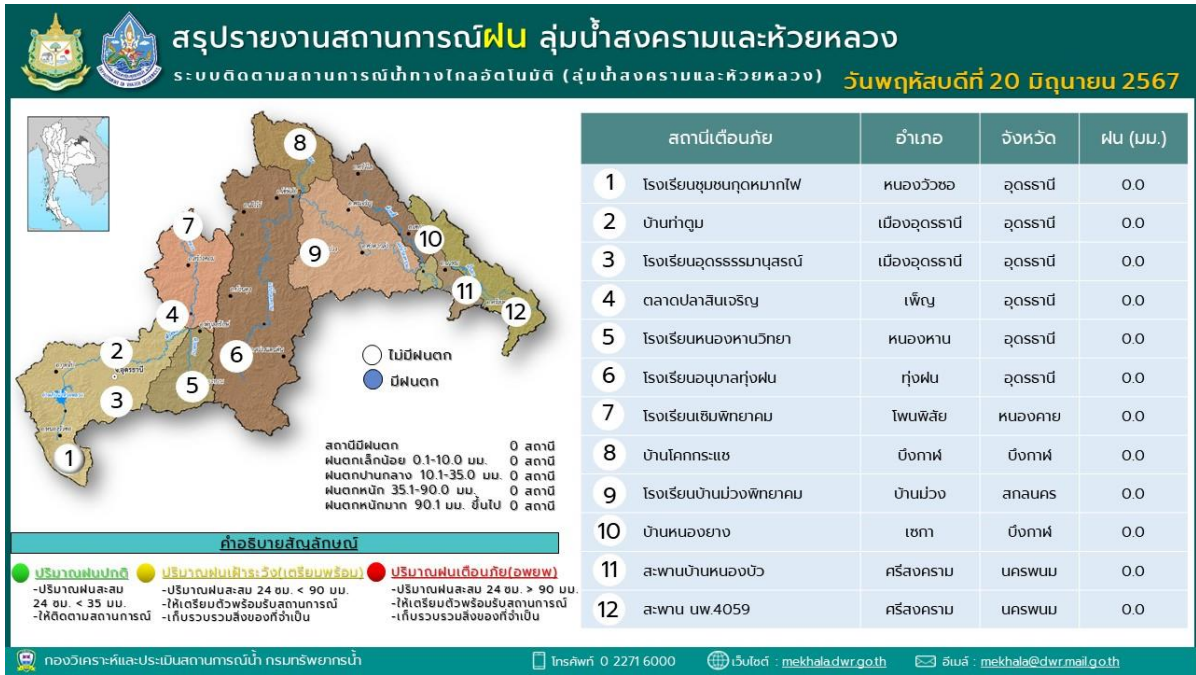 สรุปรายงานสถานการณ์ฝน ลุ่มน้ำสงครามและห้วยหลวง
ระบบติดตามสถานการณ์น้ำทางไกลอัตโนมัติ (ลุ่มน้ำสงครามและห้วยหลวง)
วันพฤหัสบดีที่ 20 มิถุนายน 2567
8
7
9
10
11
12
4
2
6
5
3
1
ไม่มีฝนตก
มีฝนตก
สถานีมีฝนตก 0 สถานี
ฝนตกเล็กน้อย 0.1-10.0 มม. 0 สถานี
ฝนตกปานกลาง 10.1-35.0 มม. 0 สถานี
ฝนตกหนัก 35.1-90.0 มม. 0 สถานี
ฝนตกหนักมาก 90.1 มม. ขึ้นไป 0 สถานี
คำอธิบายสัญลักษณ์
ปริมาณฝนปกติ
-ปริมาณฝนสะสม
24 ชม. < 35 มม.
-ให้ติดตามสถานการณ์
ปริมาณฝนเฝ้าระวัง(เตรียมพร้อม)
-ปริมาณฝนสะสม 24 ชม. < 90 มม.
-ให้เตรียมตัวพร้อมรับสถานการณ์
-เก็บรวบรวมสิ่งของที่จำเป็น
ปริมาณฝนเตือนภัย(อพยพ)
-ปริมาณฝนสะสม 24 ชม. > 90 มม.
-ให้เตรียมตัวพร้อมรับสถานการณ์
-เก็บรวบรวมสิ่งของที่จำเป็น
สถานีเตือนภัย อำเภอ จังหวัด ฝน (มม.)
1 โรงเรียนชุมชนกุดหมากไฟ หนองวัวซอ อุดรธานี 0.0
2 บ้านท่าตูม เมืองอุดรธานี อุดรธานี 0.0
3 โรงเรียนอุดรธรรมานุสรณ์ เมืองอุดรธานี อุดรธานี 0.0
4 ตลาดปลาสินเจริญ เพ็ญ อุดรธานี 0.0
5 โรงเรียนหนองหานวิทยา หนองหาน อุดรธานี 0.0
6 โรงเรียนอนุบาลทุ่งฝน ทุ่งฝน อุดรธานี 0.0
7 โรงเรียนเซิมพิทยาคม โพนพิสัย หนองคาย 0.0
8 บ้านโคกกระแซ บึงกาฬ บึงกาฬ 0.0
9 โรงเรียนบ้านม่วงพิทยาคม บ้านม่วง สกลนคร 0.0
10 บ้านหนองยาง เซกา บึงกาฬ 0.0
11 สะพานบ้านหนองบัว ศรีสงคราม นครพนม 0.0
12 สะพาน นพ.4059 ศรีสงคราม นครพนม 0.0
กองวิเคราะห์และประเมินสถานการณ์น้ำ กรมทรัพยากรน้ำ
โทรศัพท์ 0 2271 6000
เว็บไซต์ : mekhala.dwr.go.th
อีเมล์ : mekhala@dwr.mail.go.th